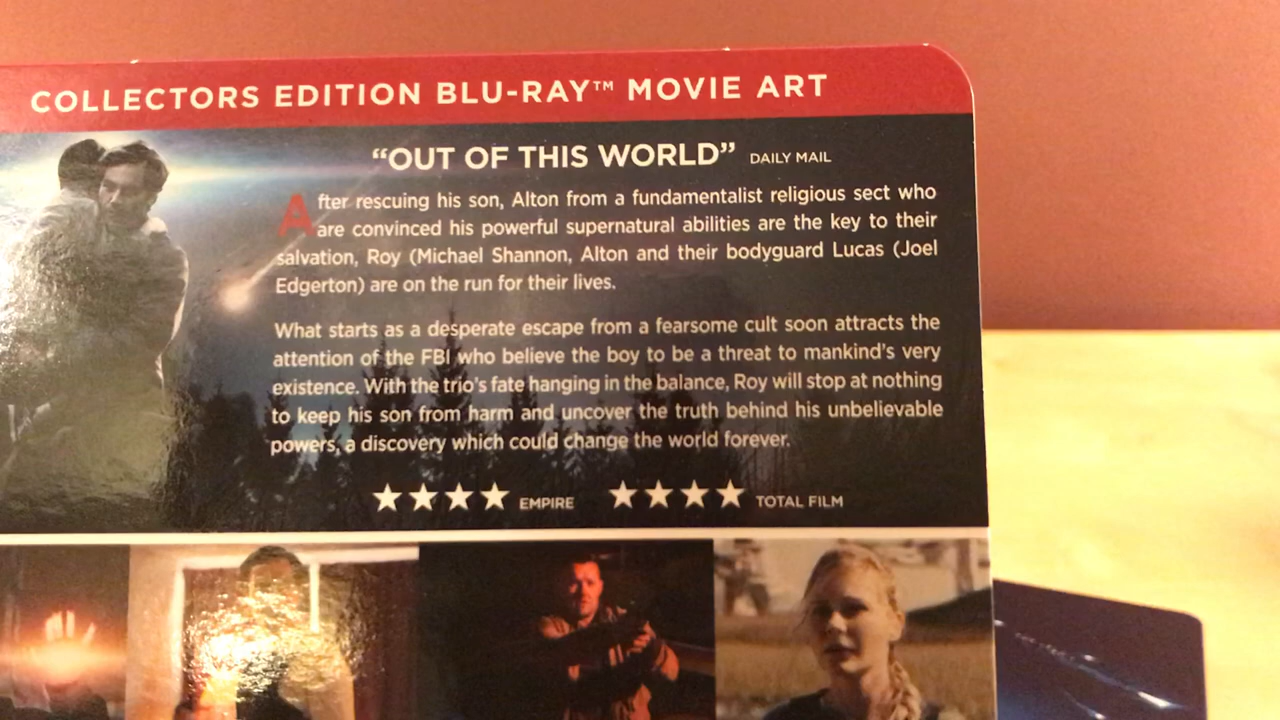 COLLECTORS EDITION BLU-RAY™ MOVIE ART
“OUT OF THIS WORLD” DAILY MAIL
After rescuing his son, Alton from a fundamentalist religious sect who
are convinced his powerful supernatural abilities are the key to their
salvation, Roy (Michael Shannon, Alton and their bodyguard Lucas (Joel
Edgerton) are on the run for their lives.
What starts as a desperate escape from a fearsome cult soon attracts the
attention of the FBI who believe the boy to be a threat to mankind’s very
existence. With the trio’s fate hanging in the balance, Roy will stop at nothing
to keep his son from harm and uncover the truth behind his unbelievable
powers, a discovery which could change the world forever.
★★★★ EMPIRE ★★★★ TOTAL FILM